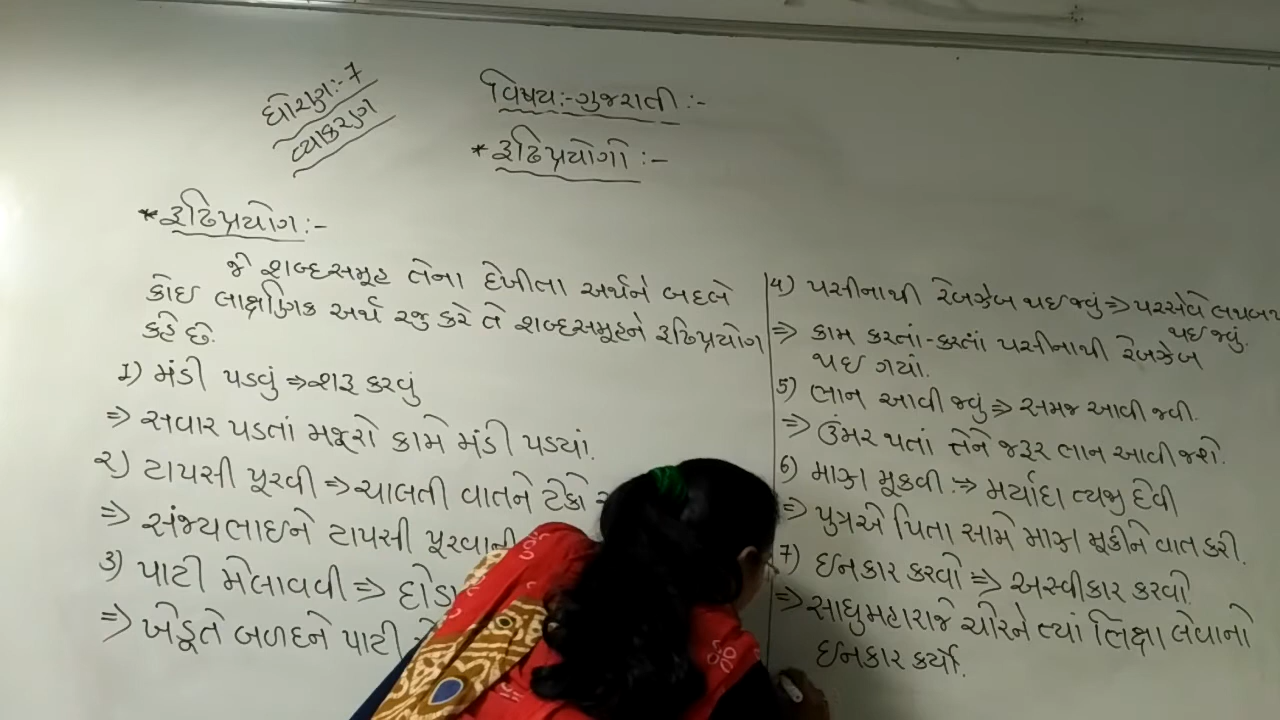 ધોરણ:-7
વ્યાકરણ
વિષય:-ગુજરાતી:-
* રૂઢિપ્રયોગો :-
* રૂઢિપ્રયોગ:-
જે શબ્દસમૂહ તેના દેખીતા અર્થને બદલે
કોઇ લાક્ષણિક અર્થ રજુ કરે તે શબ્દસમૂહને રૂઢિપ્રયોગ
કહે છે.
1) મંડી પડવું ⇒ શરૂ કરવું
⇒ સવાર પડતાં મજૂરો કામે મંડી પડ્યાં.
૨) ટાપસી પૂરવી ⇒ ચાલતી વાતને ટેકો
⇒ સંજયભાઇને ટાપસી પૂરવાની
3) પાટી મેલાવવી ⇒ દોડા
⇒ ખેડૂતે બળદને પાટી
4) પસીનાથી રેબઝેબ થઇ જવું ⇒ પરસેવે લથબથ
થઇ જવું.
⇒ કામ કરતાં-કરતાં પસીનાથી રેબઝેબ
થઇ ગયાં.
5) ભાન આવી જવું ⇒ સમજ આવી જવી.
⇒ ઉંમર થતાં તેને જરૂર ભાન આવી જશે.
6) માઝા મૂકવી ⇒ મર્યાદા ત્યજી દેવી
⇒ પુત્રએ પિતા સામે માઝા મૂકીને વાત કરી.
7) ઇનકાર કરવો ⇒ અસ્વીકાર કરવો.
⇒ સાધુમહારાજે ચોરને ત્યાં ભિક્ષા લેવાનો
ઇનકાર કર્યો.